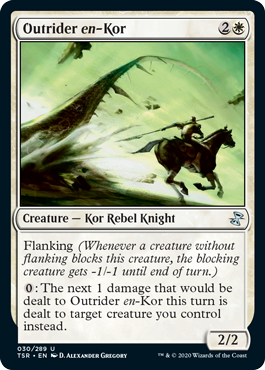 Outrider en-Kor 2
Creature — Kor Rebel Knight
Flanking (Whenever a creature without
flanking blocks this creature, the blocking
creature gets -1/-1 until end of turn.)
0: The next 1 damage that would be
dealt to Outrider en-Kor this turn is
dealt to target creature you control
instead.
2/2
030/289 U
TSR • EN D. Alexander Gregory
™ & © 2020 Wizards of the Coast